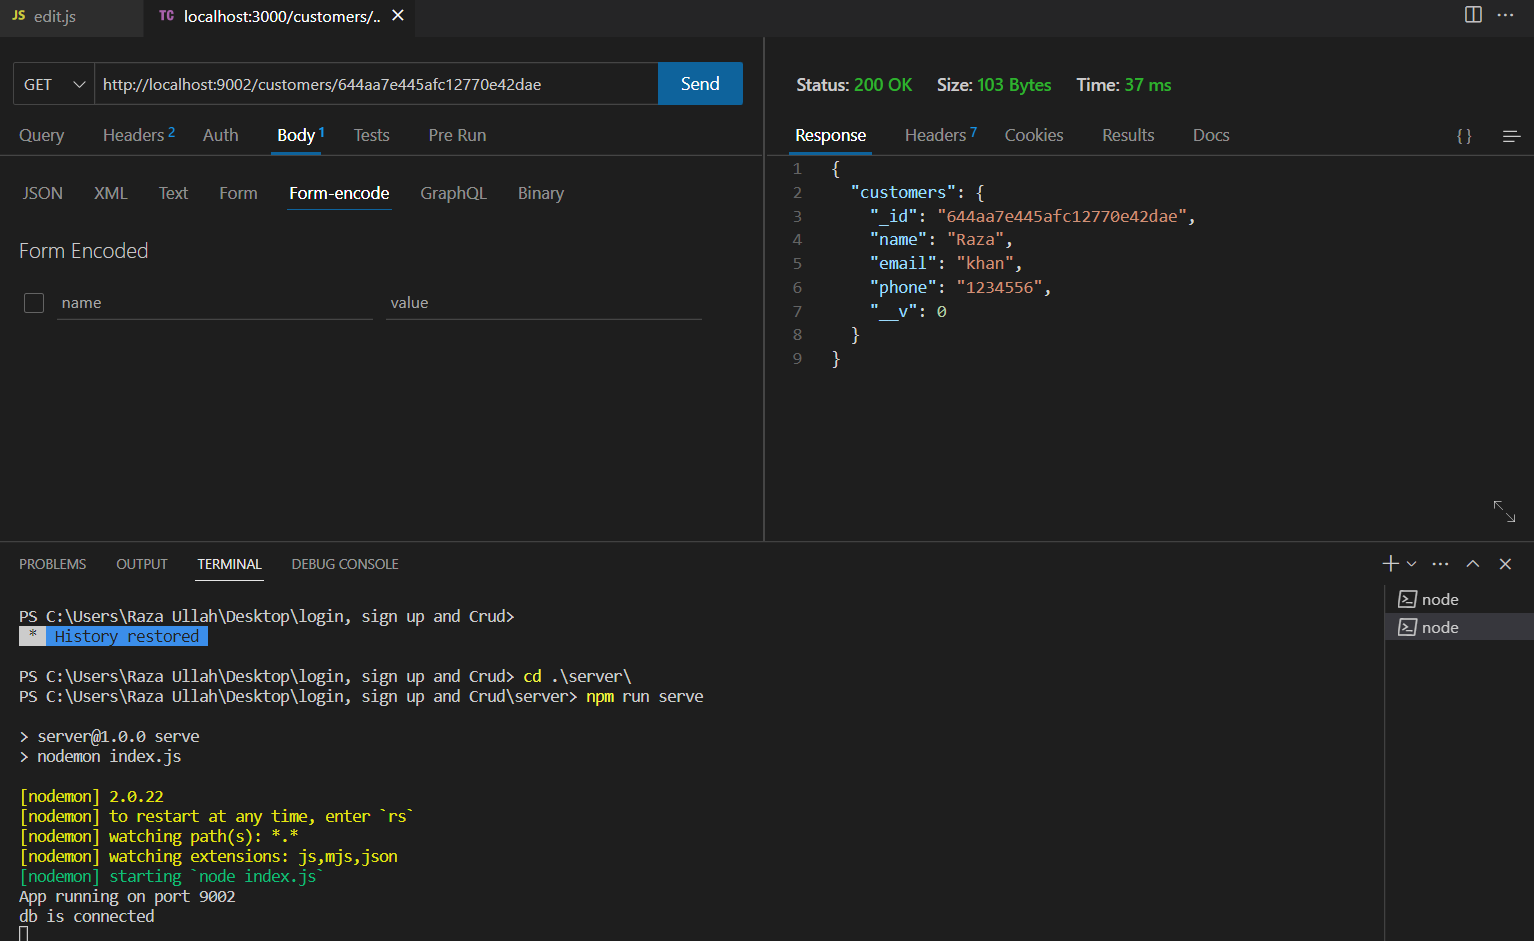 JS edit.js TC localhost:3000/customers/..
GET http://localhost:9002/customers/644aa7e445afc12770e42dae Send
Query Headers 2 Auth Body 1 Tests Pre Run
JSON XML Text Form Form-encode GraphQL Binary
Form Encoded
name value
Status: 200 OK Size: 103 Bytes Time: 37 ms
Response Headers 7 Cookies Results Docs { }
1 {
2 "customers": {
3 "_id": "644aa7e445afc12770e42dae",
4 "name": "Raza",
5 "email": "khan",
6 "phone": "1234556",
7 "__v": 0
8 }
9 }
PROBLEMS OUTPUT TERMINAL DEBUG CONSOLE
PS C:\Users\Raza Ullah\Desktop\login, sign up and Crud>
* History restored
PS C:\Users\Raza Ullah\Desktop\login, sign up and Crud> cd .\server\
PS C:\Users\Raza Ullah\Desktop\login, sign up and Crud\server> npm run serve
> server@1.0.0 serve
> nodemon index.js
[nodemon] 2.0.22
[nodemon] to restart at any time, enter `rs`
[nodemon] watching path(s): *.*
[nodemon] watching extensions: js,mjs,json
[nodemon] starting `node index.js`
App running on port 9002
db is connected
node
node